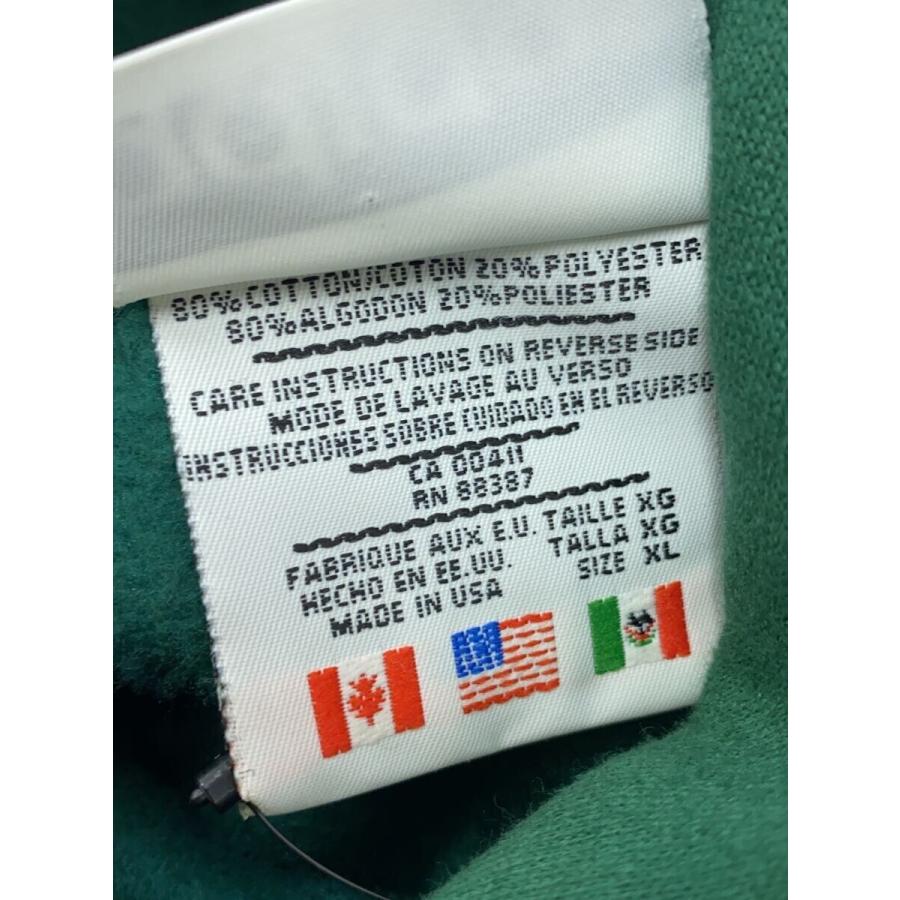 80%COTTON/COTON 20%POLYESTER
80%ALGODON 20%POLIESTER
CARE INSTRUCTIONS ON REVERSE SIDE
MODE DE LAVAGE AU VERSO
INSTRUCCIONES SOBRE CUIDADO EN EL REVERSO
CA 00411
RN 88387
FABRIQUE AUX E.U. TAILLE XG
HECHO EN EE.UU. TALLA XG
MADE IN USA SIZE XL